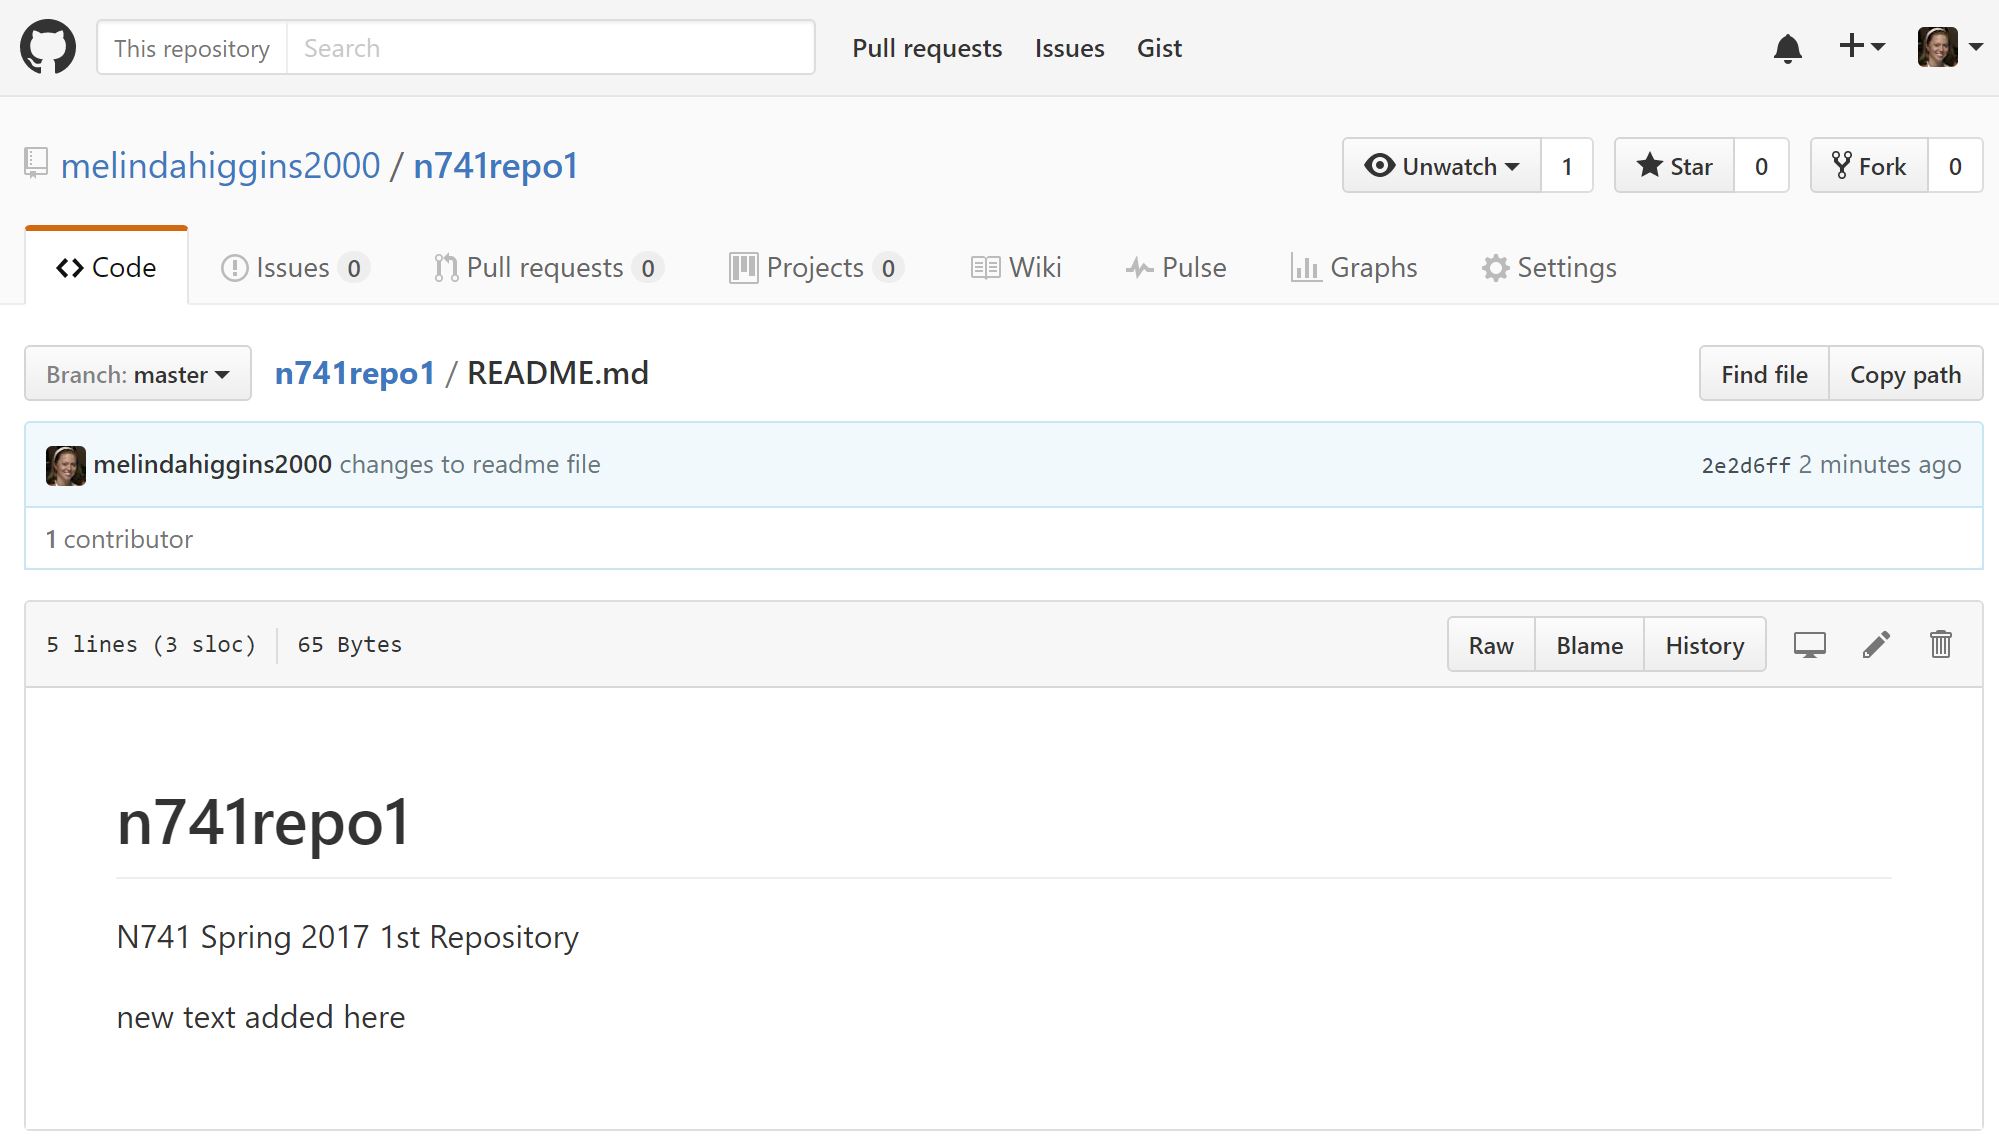 This repository Search Pull requests Issues Gist
melindahiggins2000 / n741repo1 Unwatch 1 Star 0 Fork 0
Code Issues 0 Pull requests 0 Projects 0 Wiki Pulse Graphs Settings
Branch: master n741repo1 / README.md Find file Copy path
melindahiggins2000 changes to readme file 2e2d6ff 2 minutes ago
1 contributor
5 lines (3 sloc) 65 Bytes Raw Blame History
n741repo1
N741 Spring 2017 1st Repository
new text added here